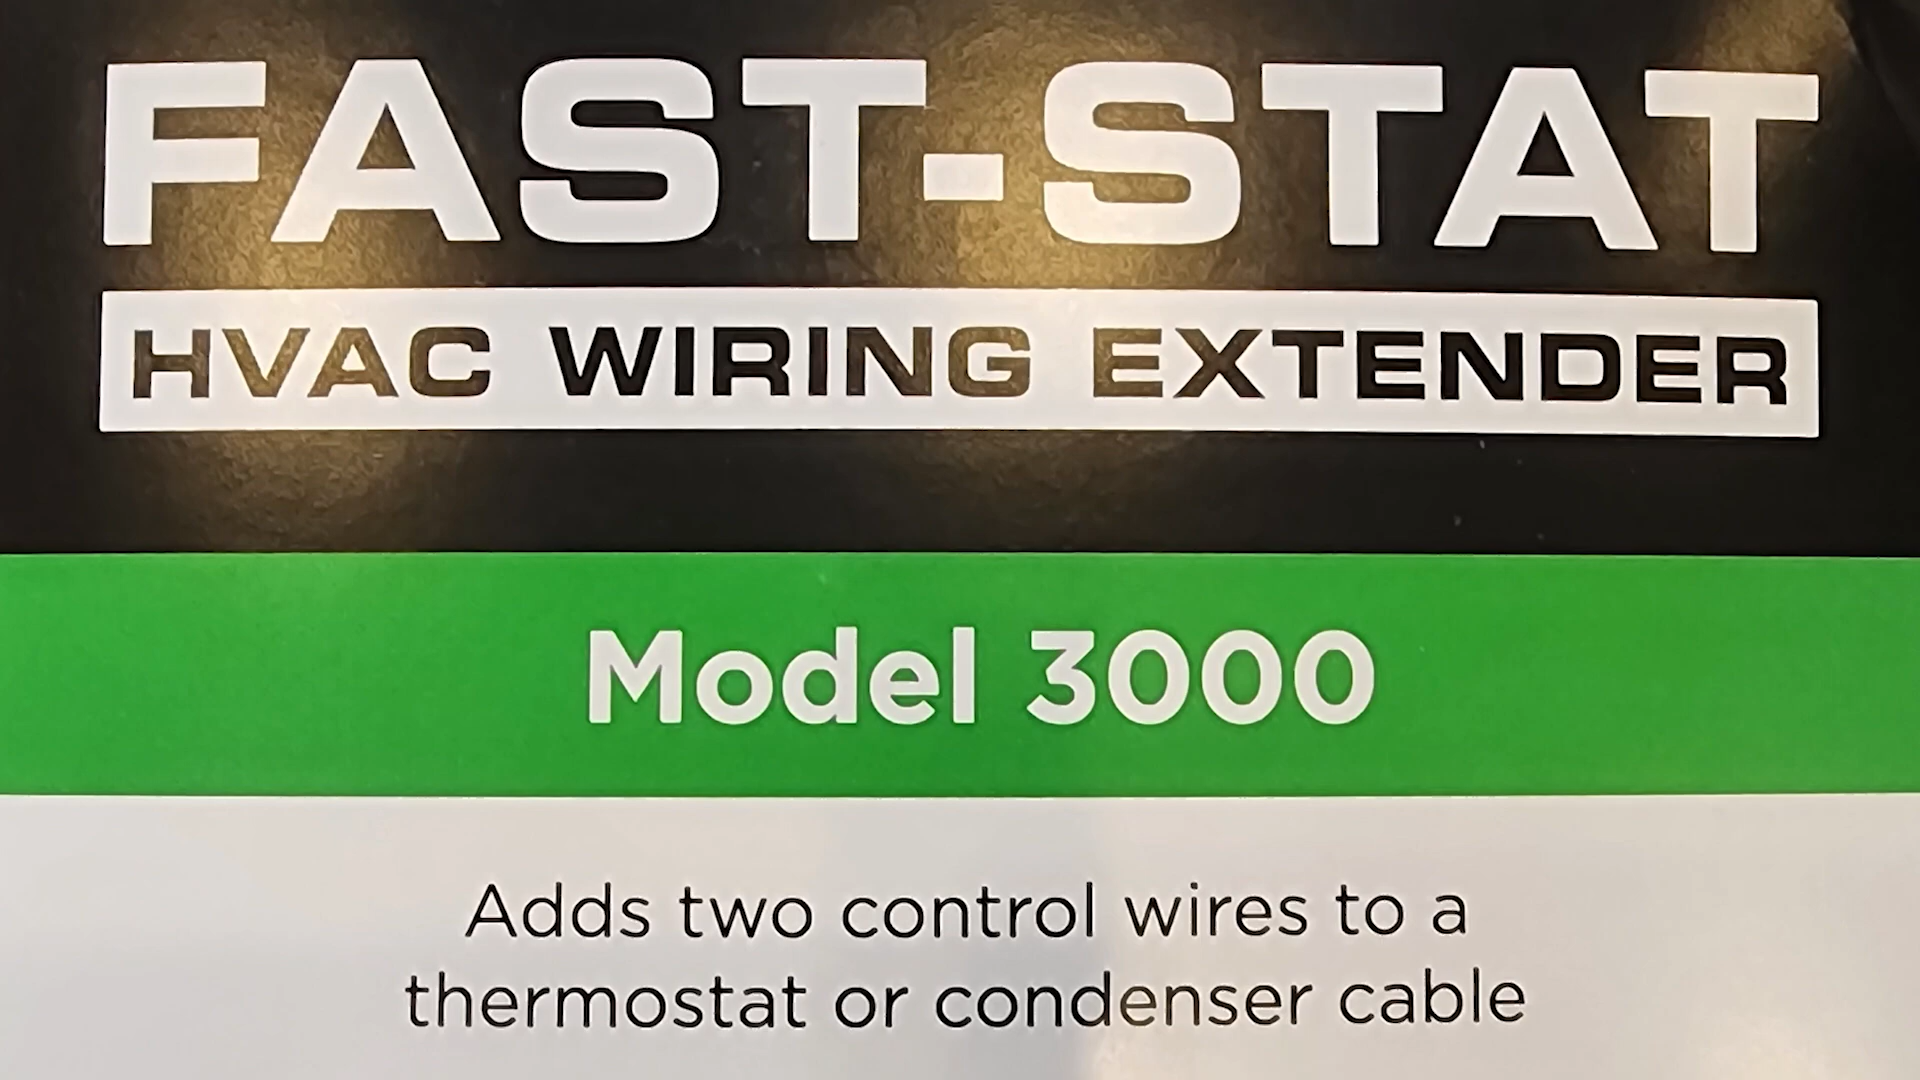 FAST-STAT
HVAC WIRING EXTENDER
Model 3000
Adds two control wires to a
thermostat or condenser cable